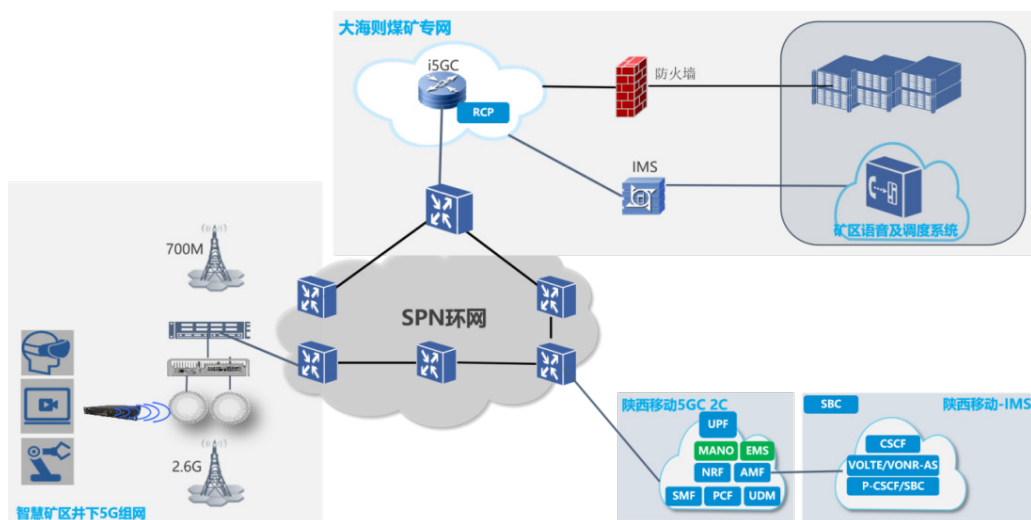 大海则煤矿专网
i5GC
RCP
防火墙
IMS
矿区语音及调度系统
700M
SPN环网
2.6G
智慧矿区井下5G组网
陕西移动5GC 2C
UPF
MANO
EMS
NRF
AMF
SMF
PCF
UDM
SBC
陕西移动-IMS
CSCF
VOLTE/VONR-AS
P-CSCF/SBC